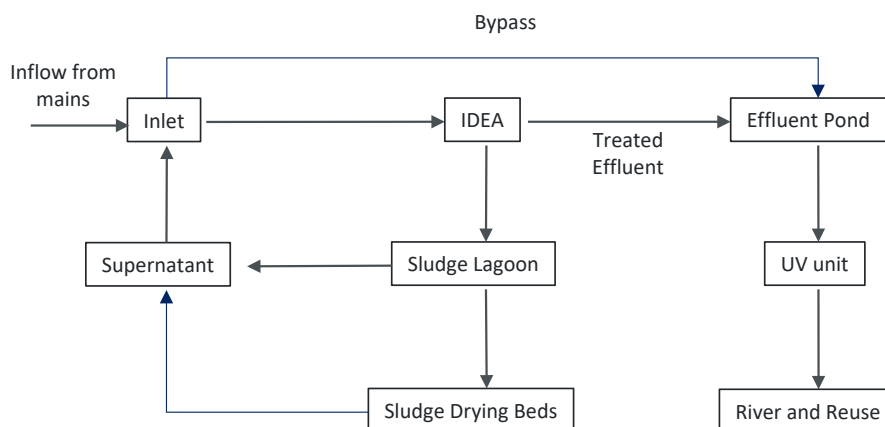 Bypass
Inflow from
mains
Inlet
IDEA
Effluent Pond
Treated
Effluent
Supernatant
Sludge Lagoon
UV unit
Sludge Drying Beds
River and Reuse